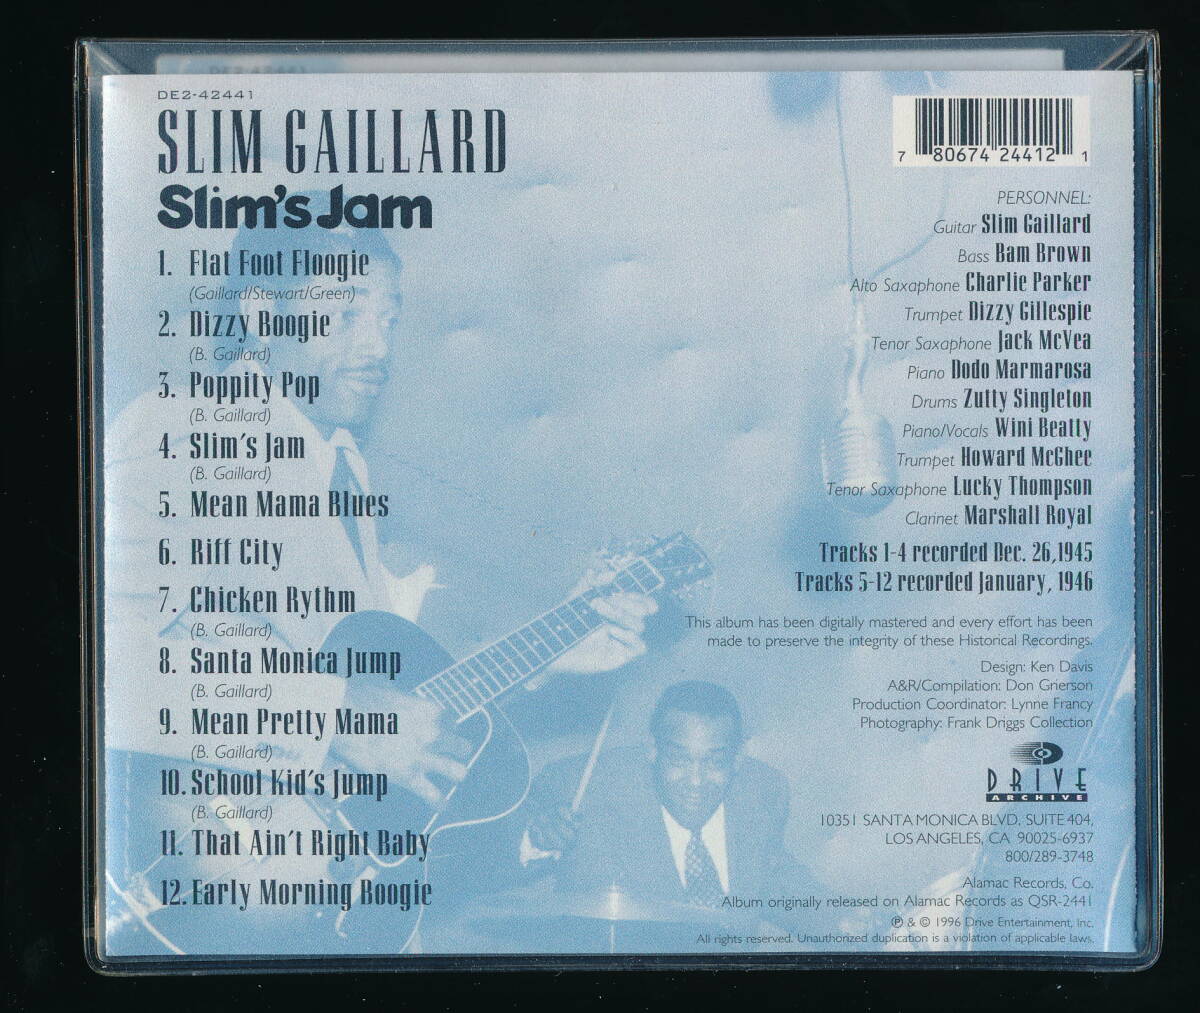 DE2-42441
SLIM GAILLARD
Slim's Jam
1. Flat Foot Floogie
(Gaillard/Stewart/Green)
2. Dizzy Boogie
(B. Gaillard)
3. Poppity Pop
(B. Gaillard)
4. Slim's Jam
(B. Gaillard)
5. Mean Mama Blues
6. Riff City
7. Chicken Rythm
(B. Gaillard)
8. Santa Monica Jump
(B. Gaillard)
9. Mean Pretty Mama
(B. Gaillard)
10. School Kid's Jump
(B. Gaillard)
11. That Ain't Right Baby
12. Early Morning Boogie
7 80674 24412 1
PERSONNEL:
Guitar Slim Gaillard
Bass Bam Brown
Alto Saxaphone Charlie Parker
Trumpet Dizzy Gillespie
Tenor Saxaphone Jack McVea
Piano Dodo Marmarosa
Drums Zutty Singleton
Piano/Vocals Wini Beatty
Trumpet Howard McGhee
Tenor Saxaphone Lucky Thompson
Clarinet Marshall Royal
Tracks 1-4 recorded Dec. 26,1945
Tracks 5-12 recorded January, 1946
This album has been digitally mastered and every effort has been
made to preserve the integrity of these Historical Recordings.
Design: Ken Davis
A&R/Compilation: Don Grierson
Production Coordinator: Lynne Francy
Photography: Frank Driggs Collection
DRIVE
ARCHIVE
10351 SANTA MONICA BLVD. SUITE 404,
LOS ANGELES, CA 90025-6937
800/289-3748
Alamac Records, Co.
Album originally released on Alamac Records as QSR-2441
℗ & © 1996 Drive Entertainment, Inc.
All rights reserved. Unauthorized duplication is a violation of applicable laws.